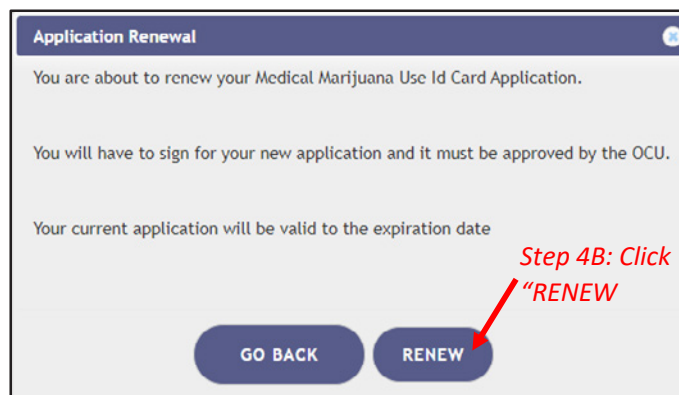 Application Renewal
You are about to renew your Medical Marijuana Use Id Card Application.
You will have to sign for your new application and it must be approved by the OCU.
Your current application will be valid to the expiration date
Step 4B: Click
“RENEW
GO BACK
RENEW